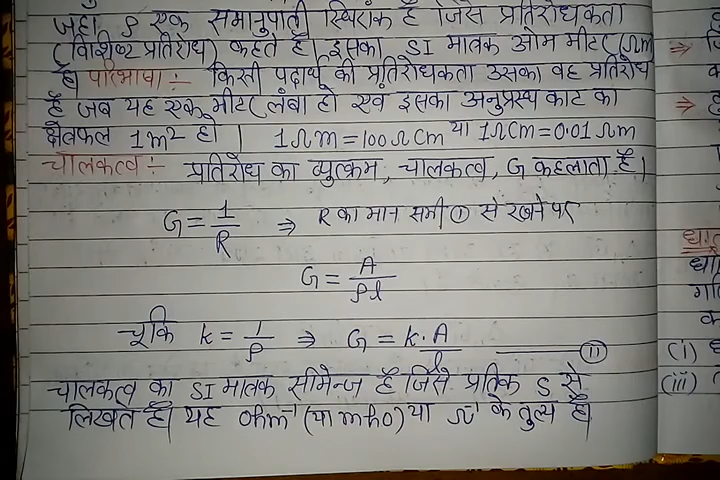 जहाँ ρ एक समानुपाती स्थिरांक है जिसे प्रतिरोधकता
(विशिष्ट प्रतिरोध) कहते हैं। इसका SI मात्रक ओम मीटर (Ωm)
है। परिभाषा :- किसी पदार्थ की प्रतिरोधकता उसका वह प्रतिरोध
है जब यह एक मीटर लंबा हो एवं इसका अनुप्रस्थ काट का
क्षेत्रफल 1m² हो। 1Ωm = 100ΩCm या 1ΩCm = 0.01 Ωm
चालकत्व :- प्रतिरोध का व्युत्क्रम, चालकत्व, G कहलाता है।
G = 1/R ⇒ R का मान समी ① से रखने पर
G = A/ρl
चूकि k = 1/ρ ⇒ G = k.A/l ——— (ii)
चालकत्व का SI मात्रक सीमेन्ज है जिसे प्रतिक S से
लिखते है। यह ohm⁻¹ (या mho) या Ω⁻¹ के तुल्य है।
⇒
⇒
धा
गति
(i)
(iii)